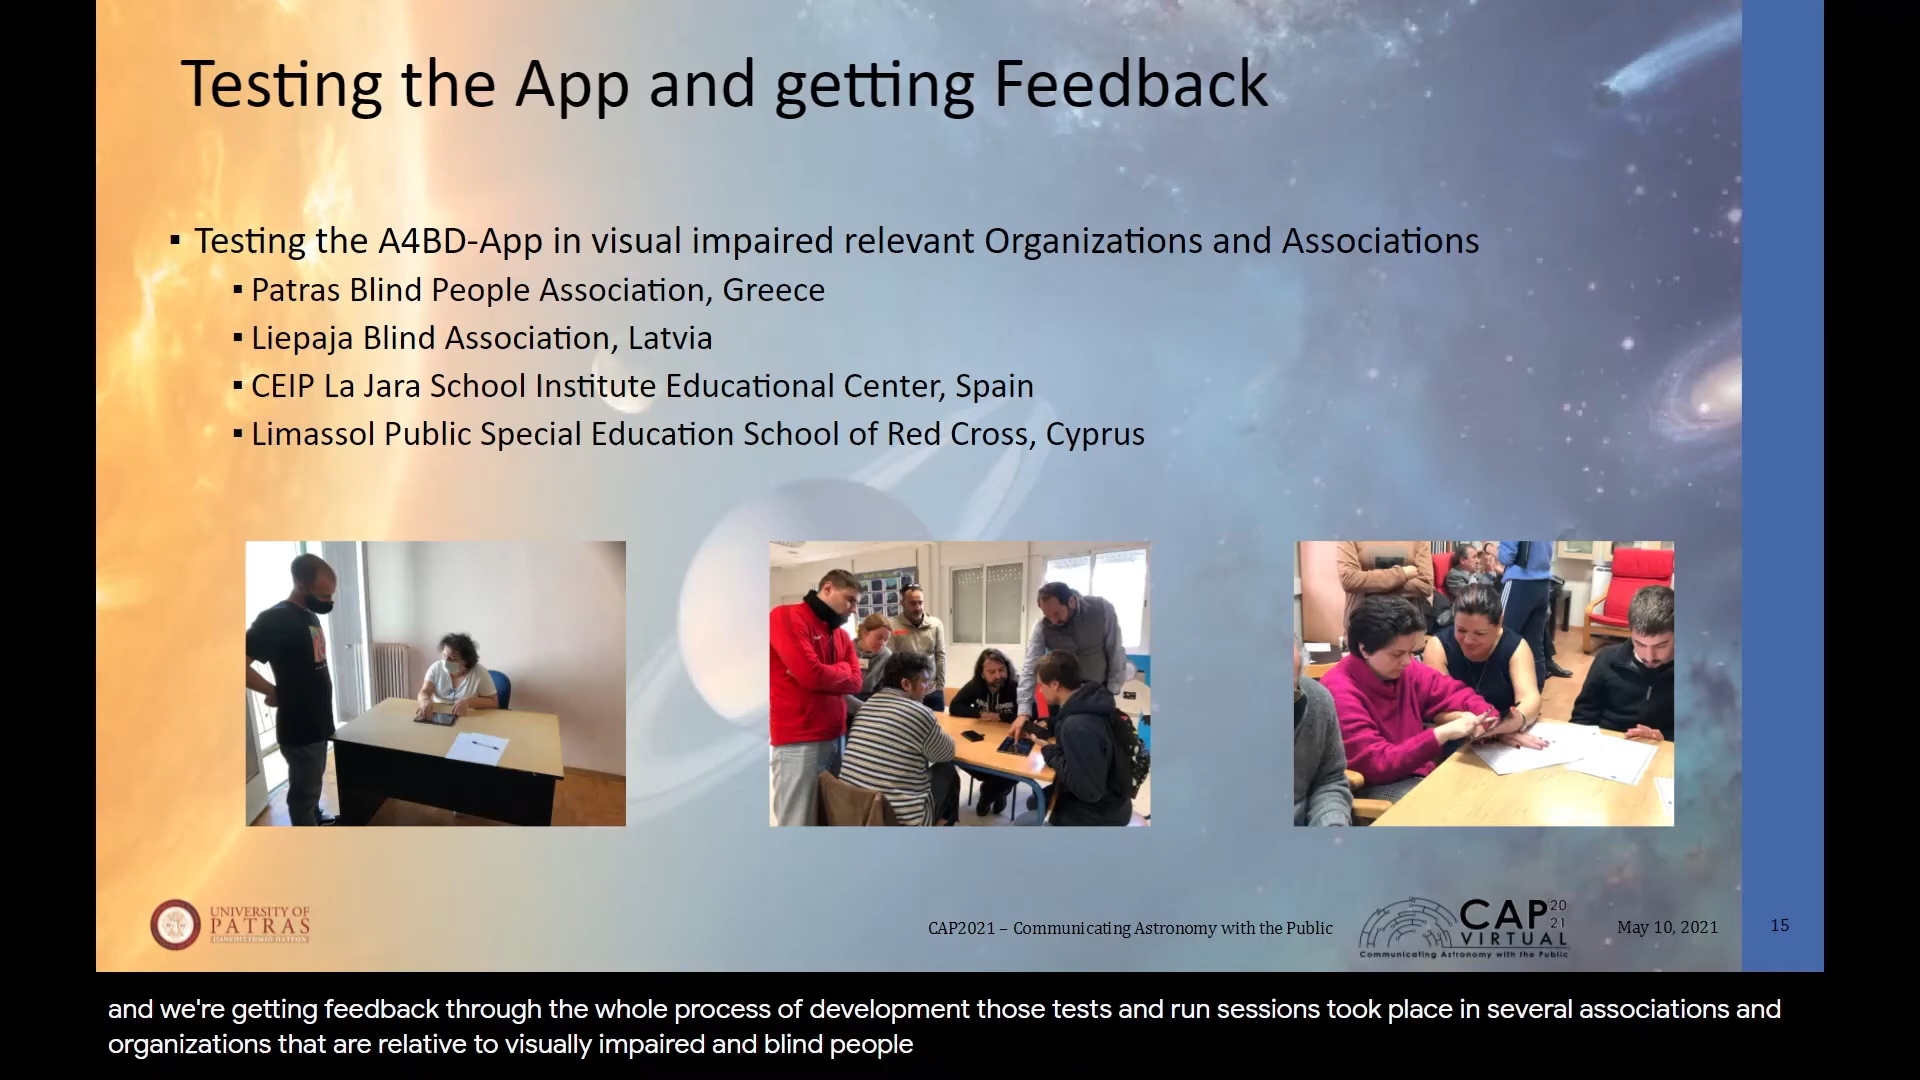 Testing the App and getting Feedback
▪ Testing the A4BD-App in visual impaired relevant Organizations and Associations
▪ Patras Blind People Association, Greece
▪ Liepaja Blind Association, Latvia
▪ CEIP La Jara School Institute Educational Center, Spain
▪ Limassol Public Special Education School of Red Cross, Cyprus
UNIVERSITY OF
PATRAS
ΠΑΝΕΠΙΣΤΗΜΙΟ ΠΑΤΡΩΝ
CAP2021 – Communicating Astronomy with the Public
CAP 20
21
VIRTUAL
Communicating Astronomy with the Public
May 10, 2021
15
and we're getting feedback through the whole process of development those tests and run sessions took place in several associations and
organizations that are relative to visually impaired and blind people